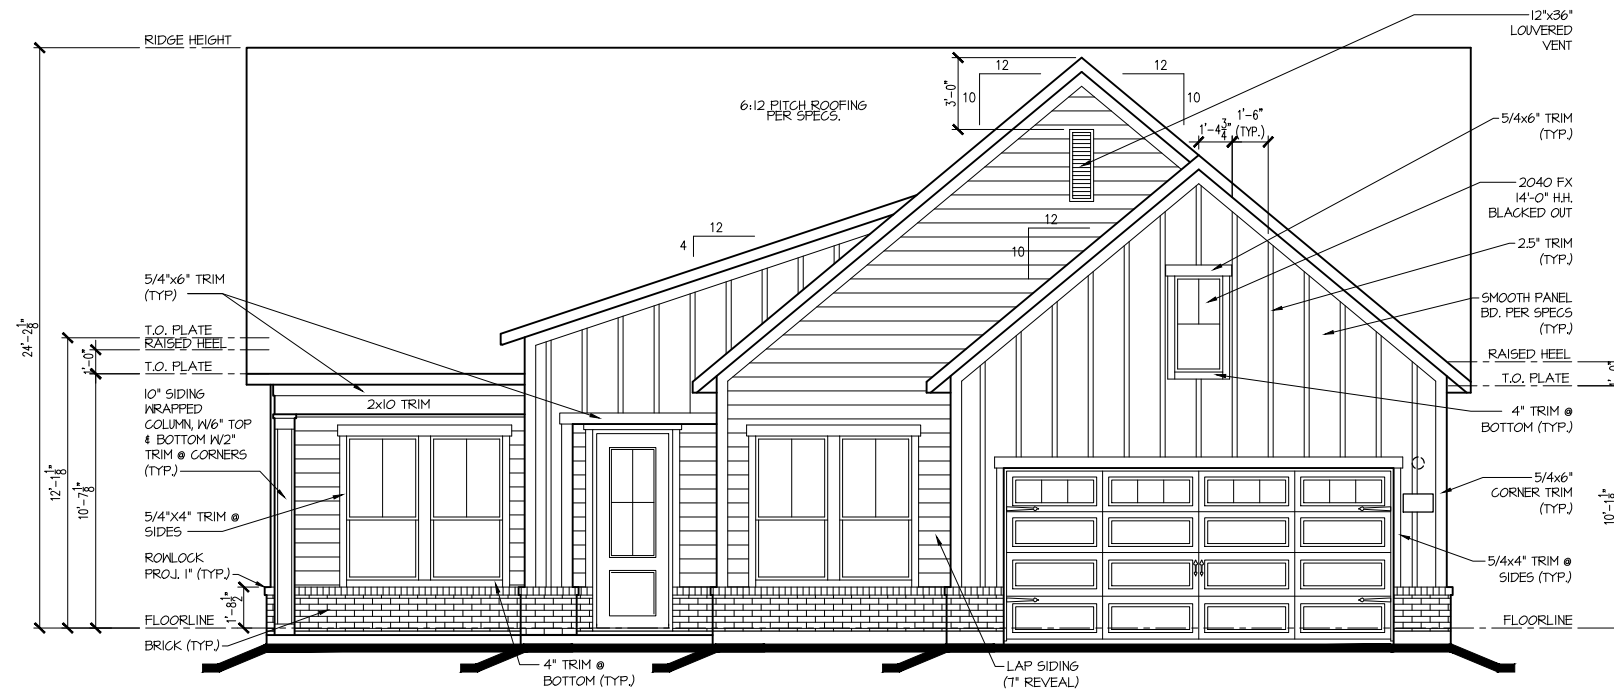 RIDGE HEIGHT
24'-2 1/8"
5/4"x6" TRIM
(TYP)
T.O. PLATE
RAISED HEEL
1'-0"
T.O. PLATE
12'-1 1/8"
10'-7 1/8"
10" SIDING
WRAPPED
COLUMN, W/6" TOP
& BOTTOM W/2"
TRIM @ CORNERS
(TYP.)
5/4"X4" TRIM @
SIDES
ROWLOCK
PROJ. 1" (TYP.)
1'-8 1/2"
FLOORLINE
BRICK (TYP.)
2x10 TRIM
4" TRIM @
BOTTOM (TYP.)
6:12 PITCH ROOFING
PER SPECS.
12
4
3'-0"
12
10
12
10
12
10
1'-4 3/4"
1'-6"
(TYP.)
12"x36"
LOUVERED
VENT
5/4x6" TRIM
(TYP.)
2040 FX
14'-0" H.H.
BLACKED OUT
2.5" TRIM
(TYP.)
SMOOTH PANEL
BD. PER SPECS
(TYP.)
RAISED HEEL
T.O. PLATE
4" TRIM @
BOTTOM (TYP.)
5/4x6"
CORNER TRIM
(TYP.)
10'-1 1/8"
5/4x4" TRIM @
SIDES (TYP.)
FLOORLINE
LAP SIDING
(7" REVEAL)